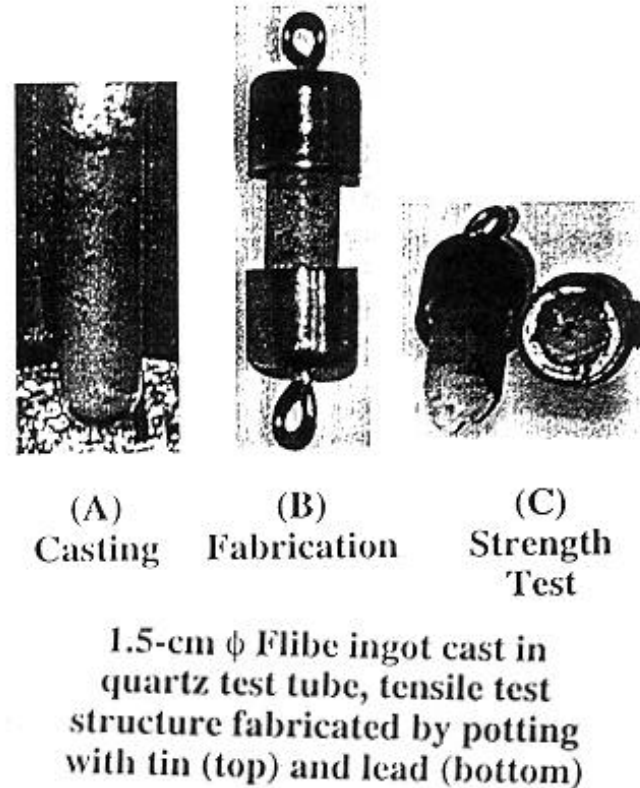 (A)
Casting
(B)
Fabrication
(C)
Strength
Test
1.5-cm ϕ Flibe ingot cast in
quartz test tube, tensile test
structure fabricated by potting
with tin (top) and lead (bottom)